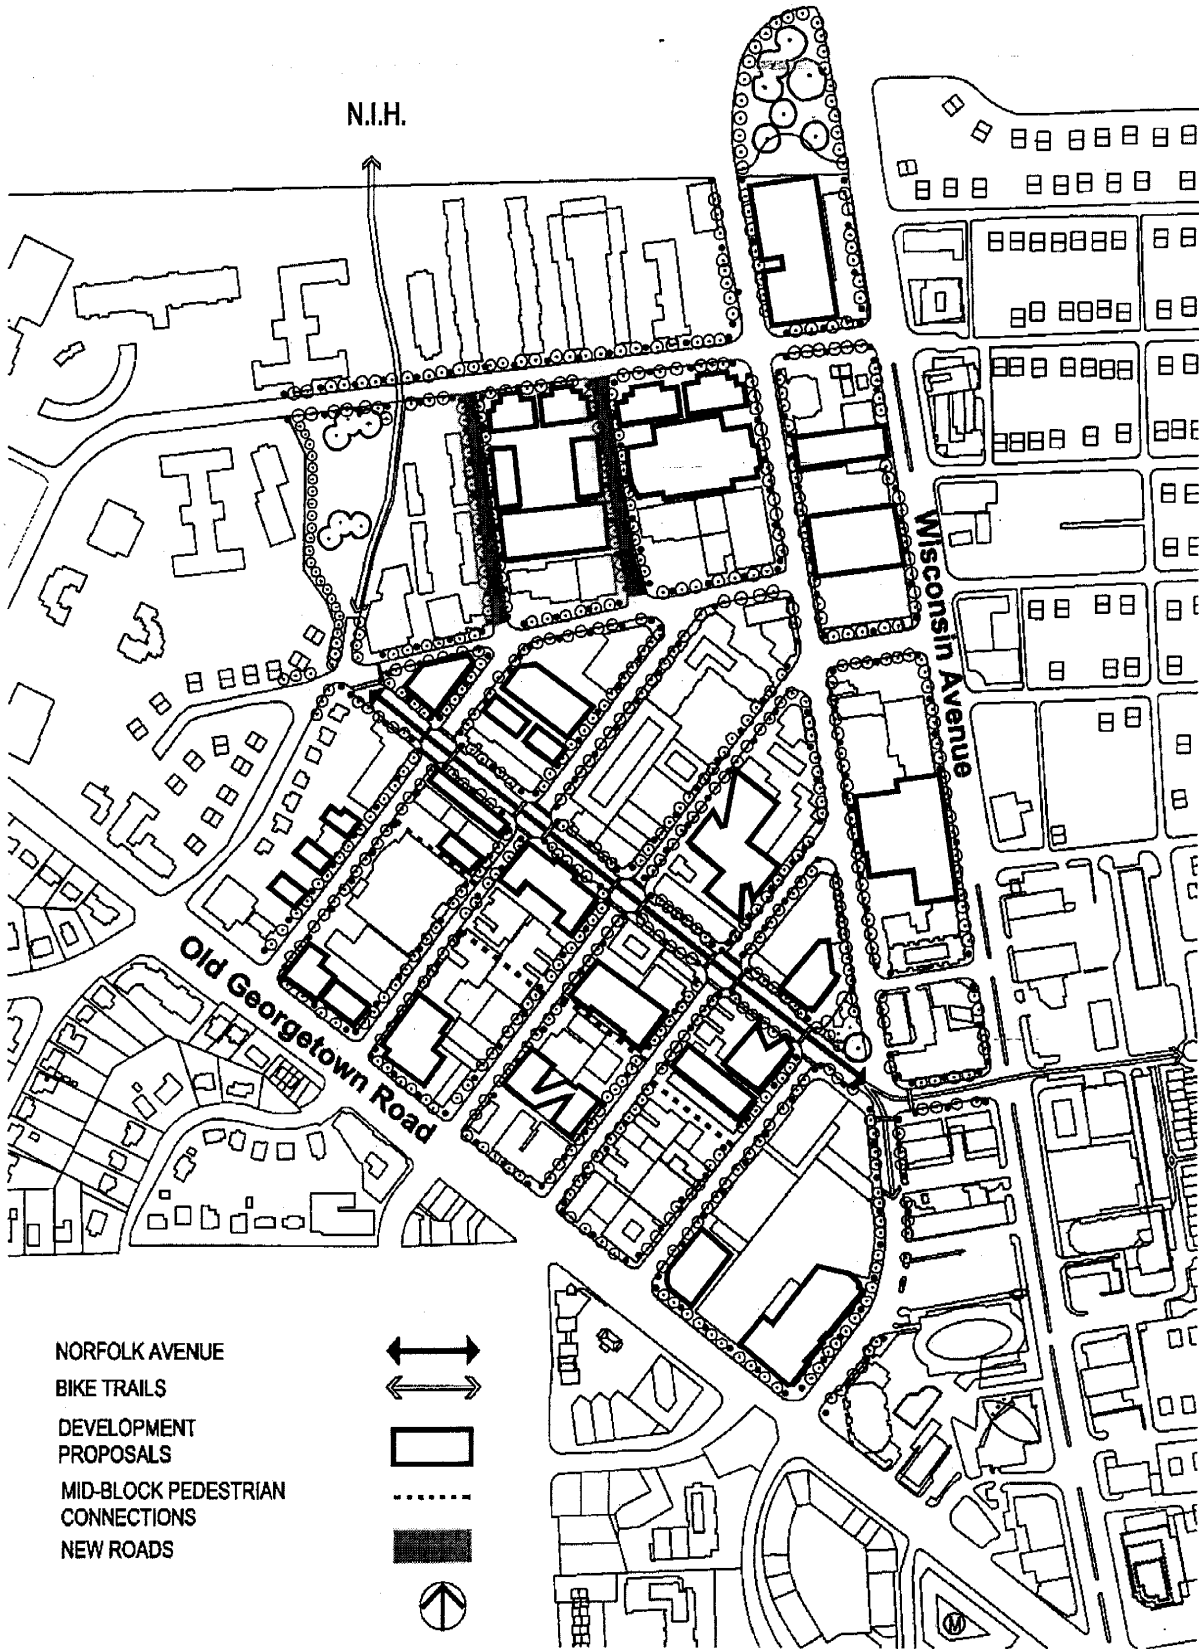 N.I.H.
Wisconsin Avenue
Old Georgetown Road
NORFOLK AVENUE
BIKE TRAILS
DEVELOPMENT
PROPOSALS
MID-BLOCK PEDESTRIAN
CONNECTIONS
NEW ROADS
M